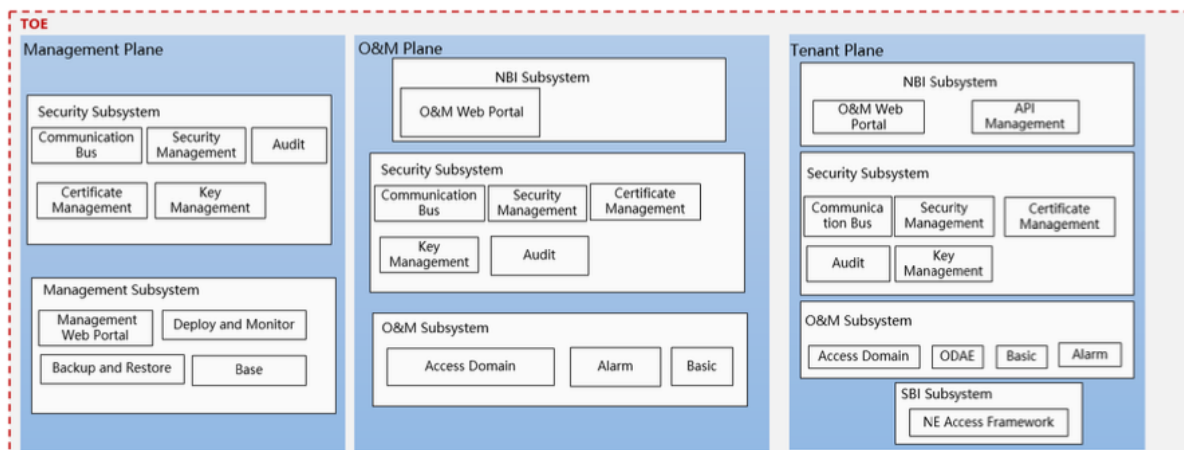 TOE
Management Plane
Security Subsystem
Communication
Bus
Security
Management
Audit
Certificate
Management
Key
Management
Management Subsystem
Management
Web Portal
Deploy and Monitor
Backup and Restore
Base
O&M Plane
NBI Subsystem
O&M Web Portal
Security Subsystem
Communication
Bus
Security
Management
Certificate
Management
Key
Management
Audit
O&M Subsystem
Access Domain
Alarm
Basic
Tenant Plane
NBI Subsystem
O&M Web
Portal
API
Management
Security Subsystem
Communica
tion Bus
Security
Management
Certificate
Management
Audit
Key
Management
O&M Subsystem
Access Domain
ODAE
Basic
Alarm
SBI Subsystem
NE Access Framework